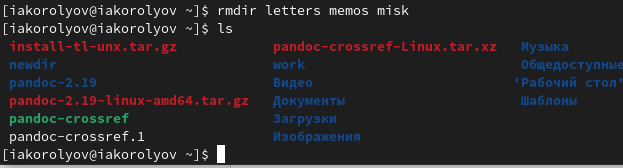 [iakorolyov@iakorolyov ~]$ rmdir letters memos misk
[iakorolyov@iakorolyov ~]$ ls
install-tl-unx.tar.gz pandoc-crossref-Linux.tar.xz Музыка
newdir work Общедоступные
pandoc-2.19 Видео 'Рабочий стол'
pandoc-2.19-linux-amd64.tar.gz Документы Шаблоны
pandoc-crossref Загрузки
pandoc-crossref.1 Изображения
[iakorolyov@iakorolyov ~]$